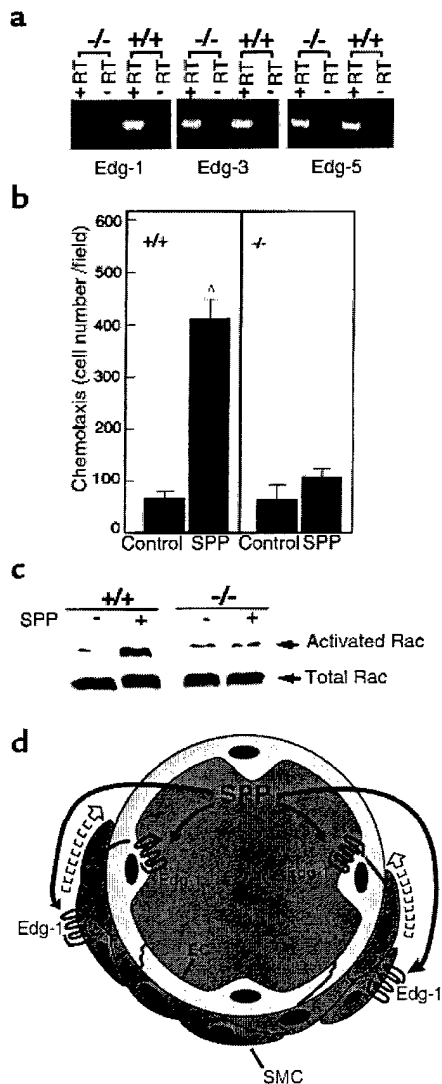 a
-/- +/+ -/- +/+ -/- +/+
+RT -RT +RT -RT +RT -RT +RT -RT +RT -RT +RT -RT
Edg-1 Edg-3 Edg-5
b
Chemotaxis (cell number /field)
600
500
400
300
200
100
0
+/+ -/-
^
Control SPP Control SPP
c
+/+ -/-
SPP - + - +
Activated Rac
Total Rac
d
SPP
Edg-1
Edg-1
EC
SMC